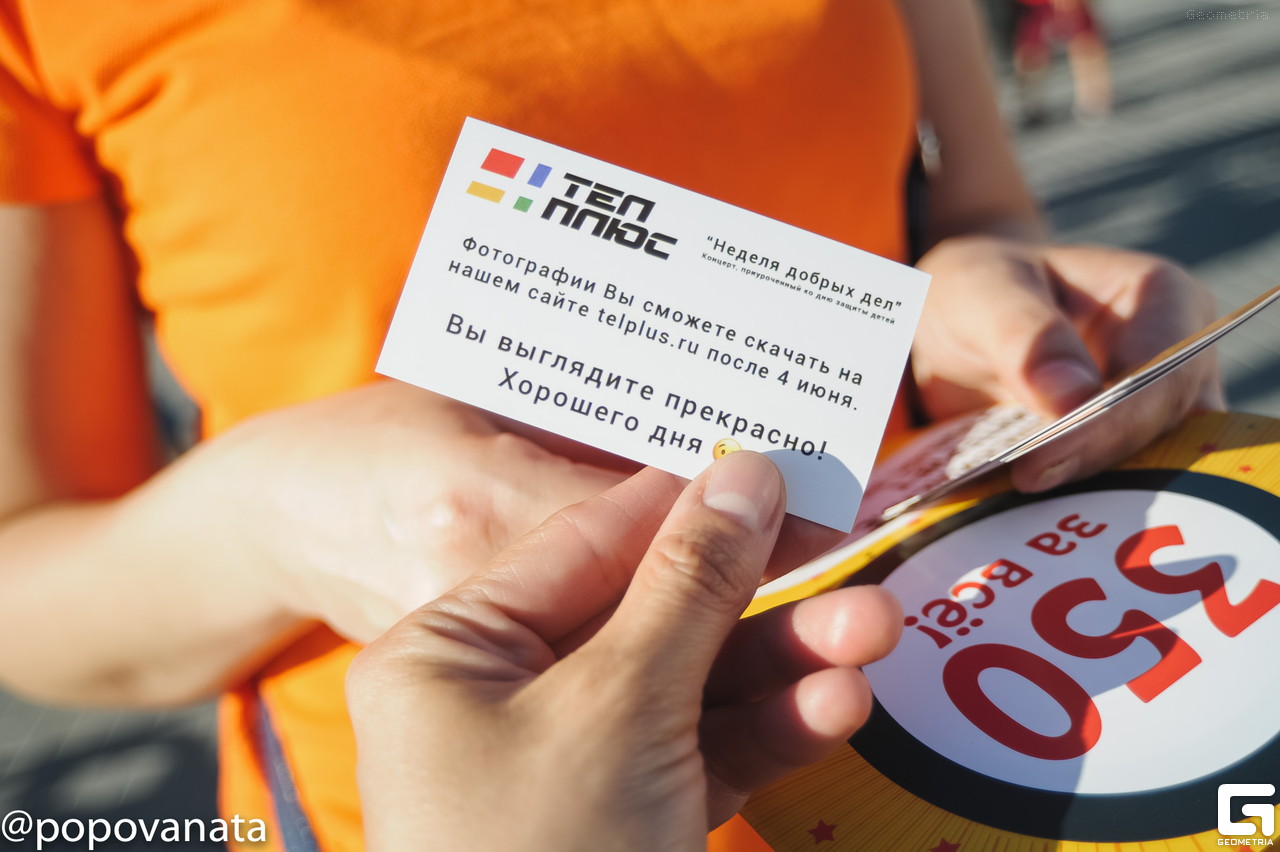 Geometria
ТЕЛ
ПЛЮС
"Неделя добрых дел"
Концерт, приуроченный ко дню защиты детей
Фотографии Вы сможете скачать на
нашем сайте telplus.ru после 4 июня.
Вы выглядите прекрасно!
Хорошего дня 😉
350
за всё!
@popovanata
G
GEOMETRIA